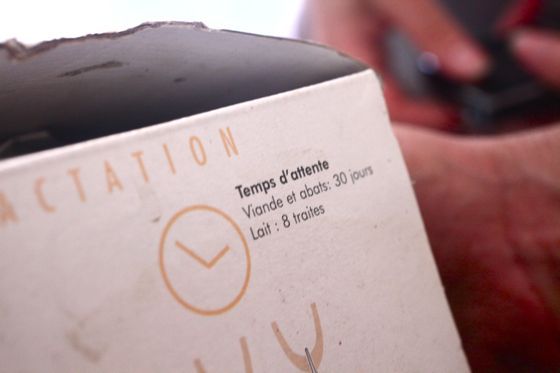 ACTATION
Temps d'attente
Viande et abats: 30 jours
Lait : 8 traites